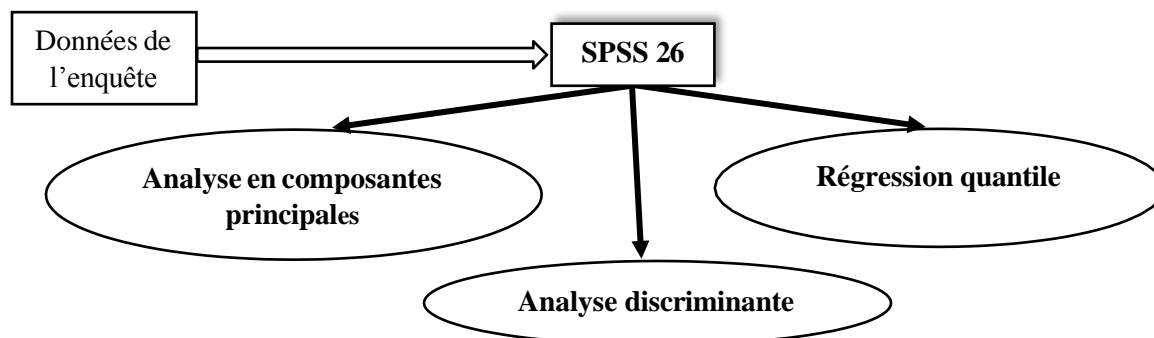 Données de
l’enquête
SPSS 26
Analyse en composantes
principales
Régression quantile
Analyse discriminante